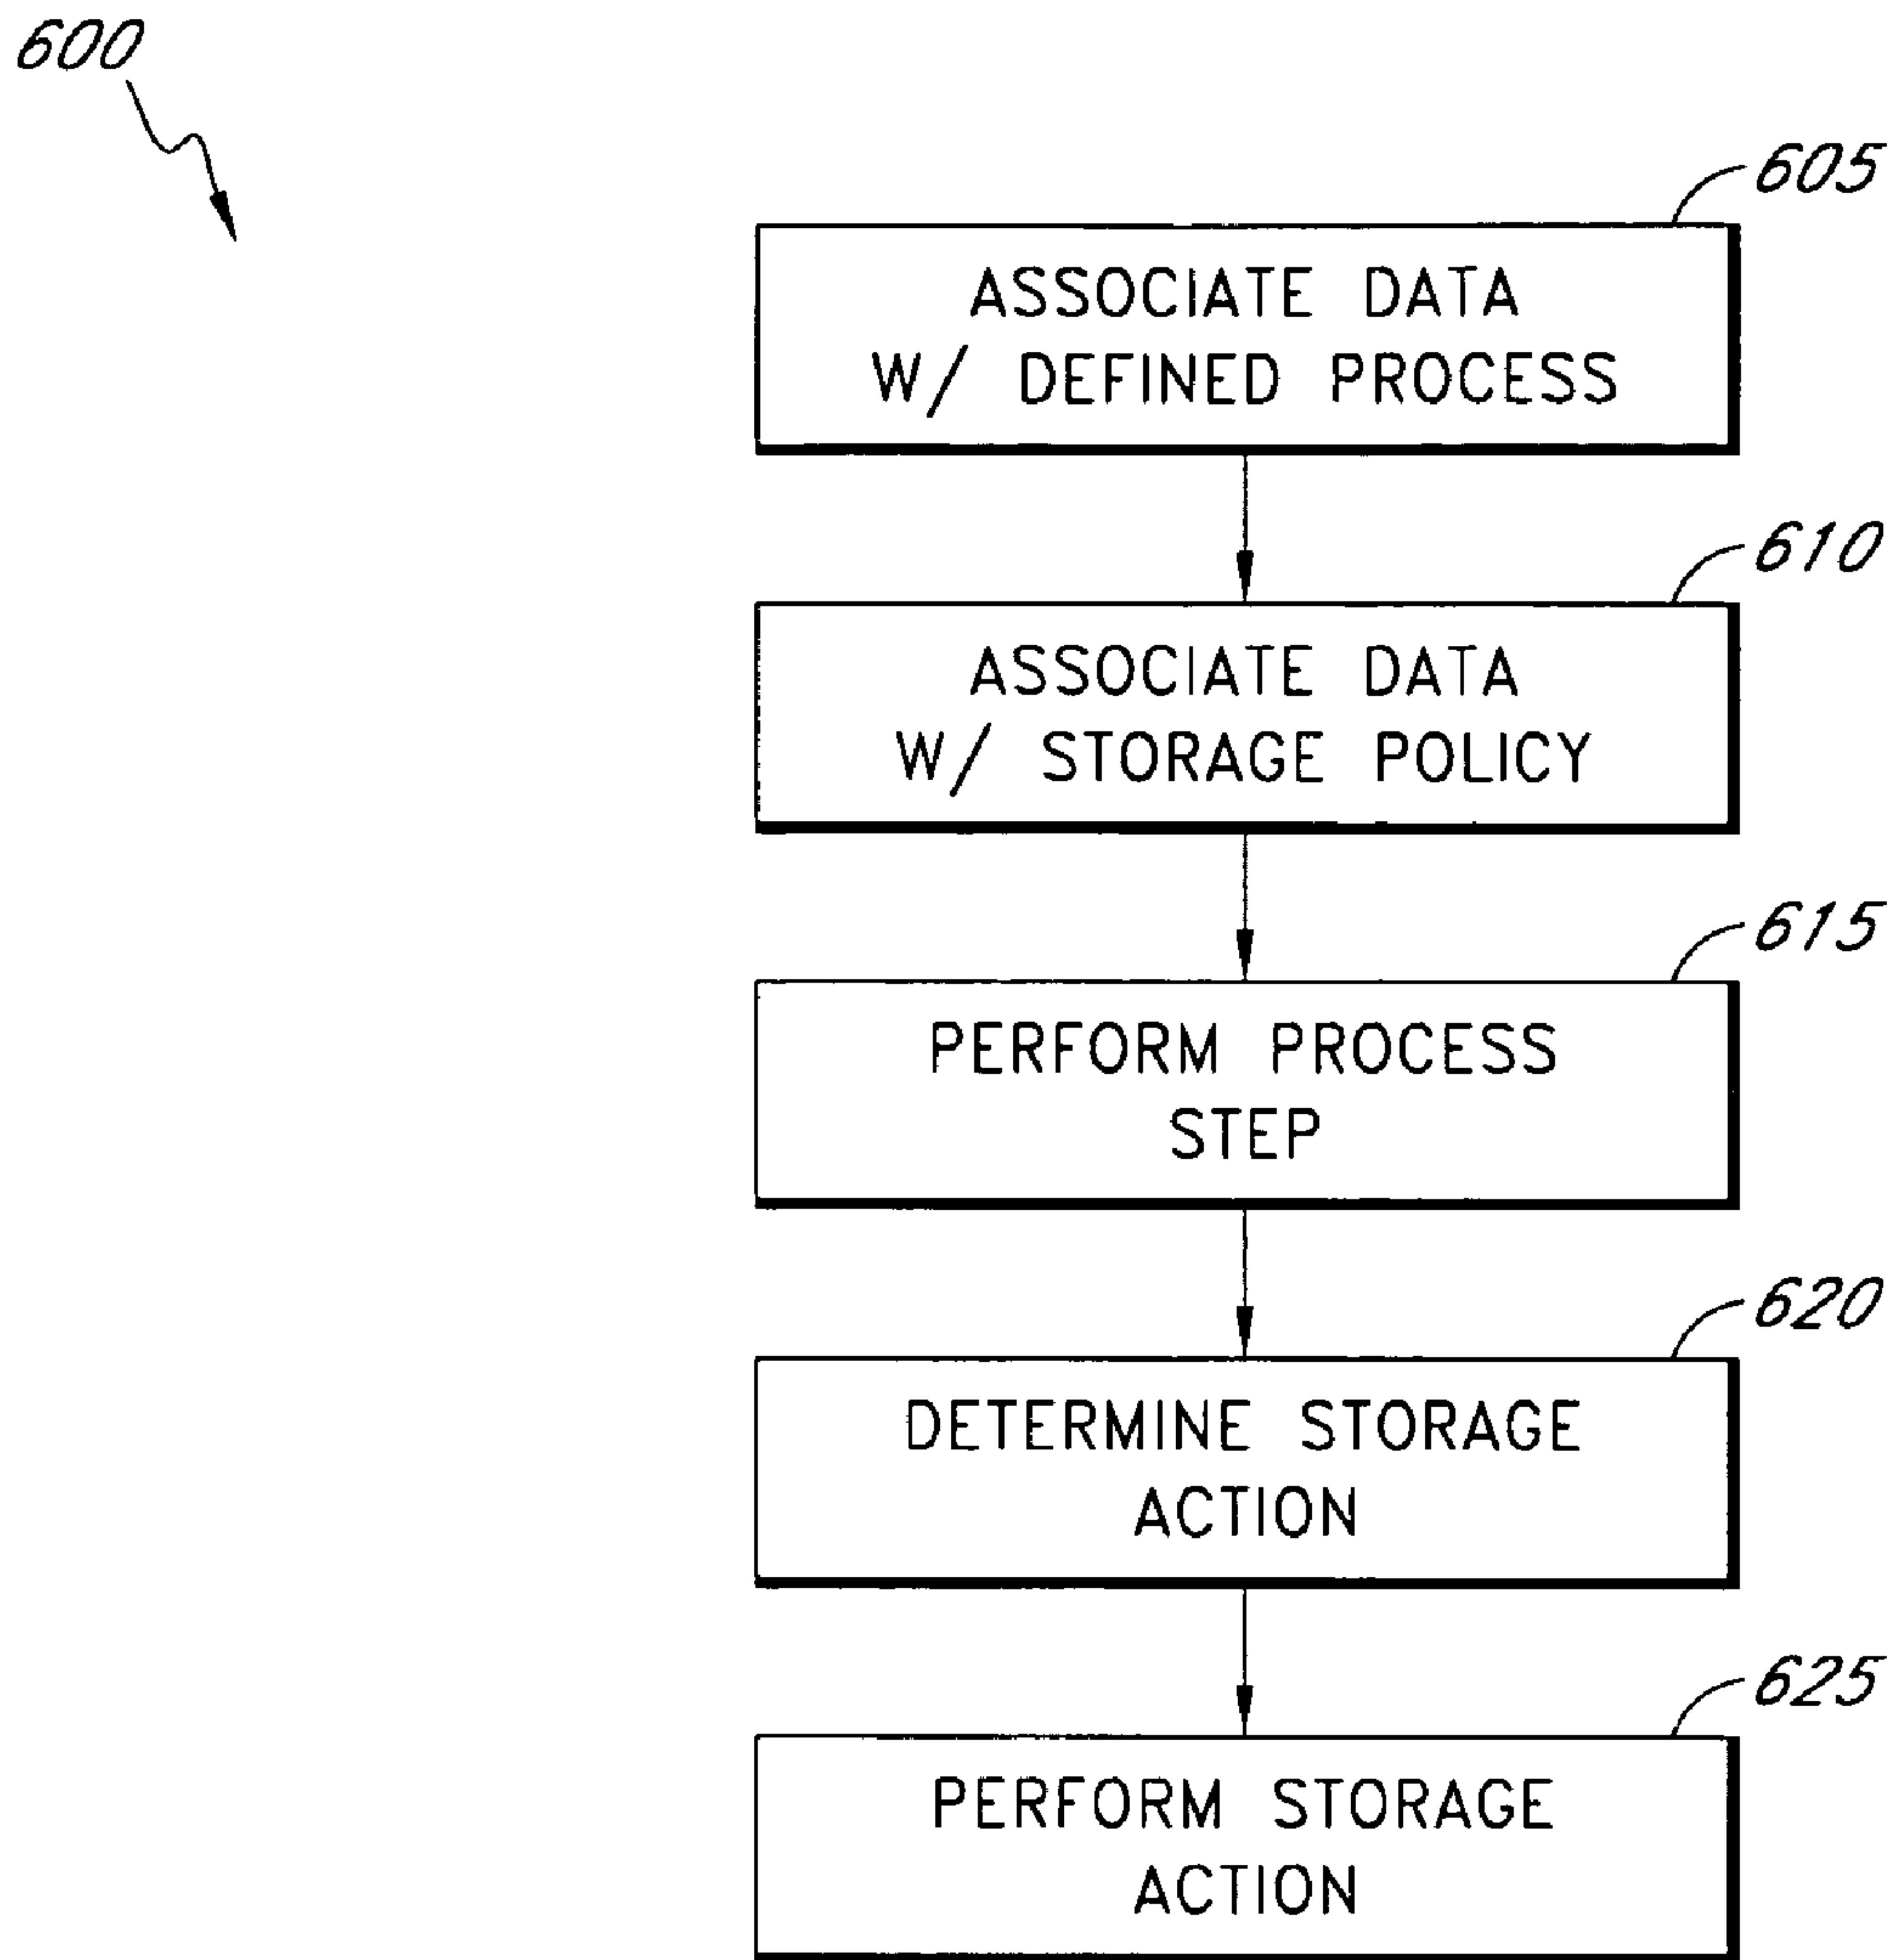 600
605
ASSOCIATE DATA
W/ DEFINED PROCESS
610
ASSOCIATE DATA
W/ STORAGE POLICY
615
PERFORM PROCESS
STEP
620
DETERMINE STORAGE
ACTION
625
PERFORM STORAGE
ACTION